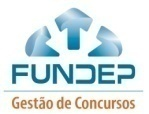 FUNDEP
Gestão de Concursos